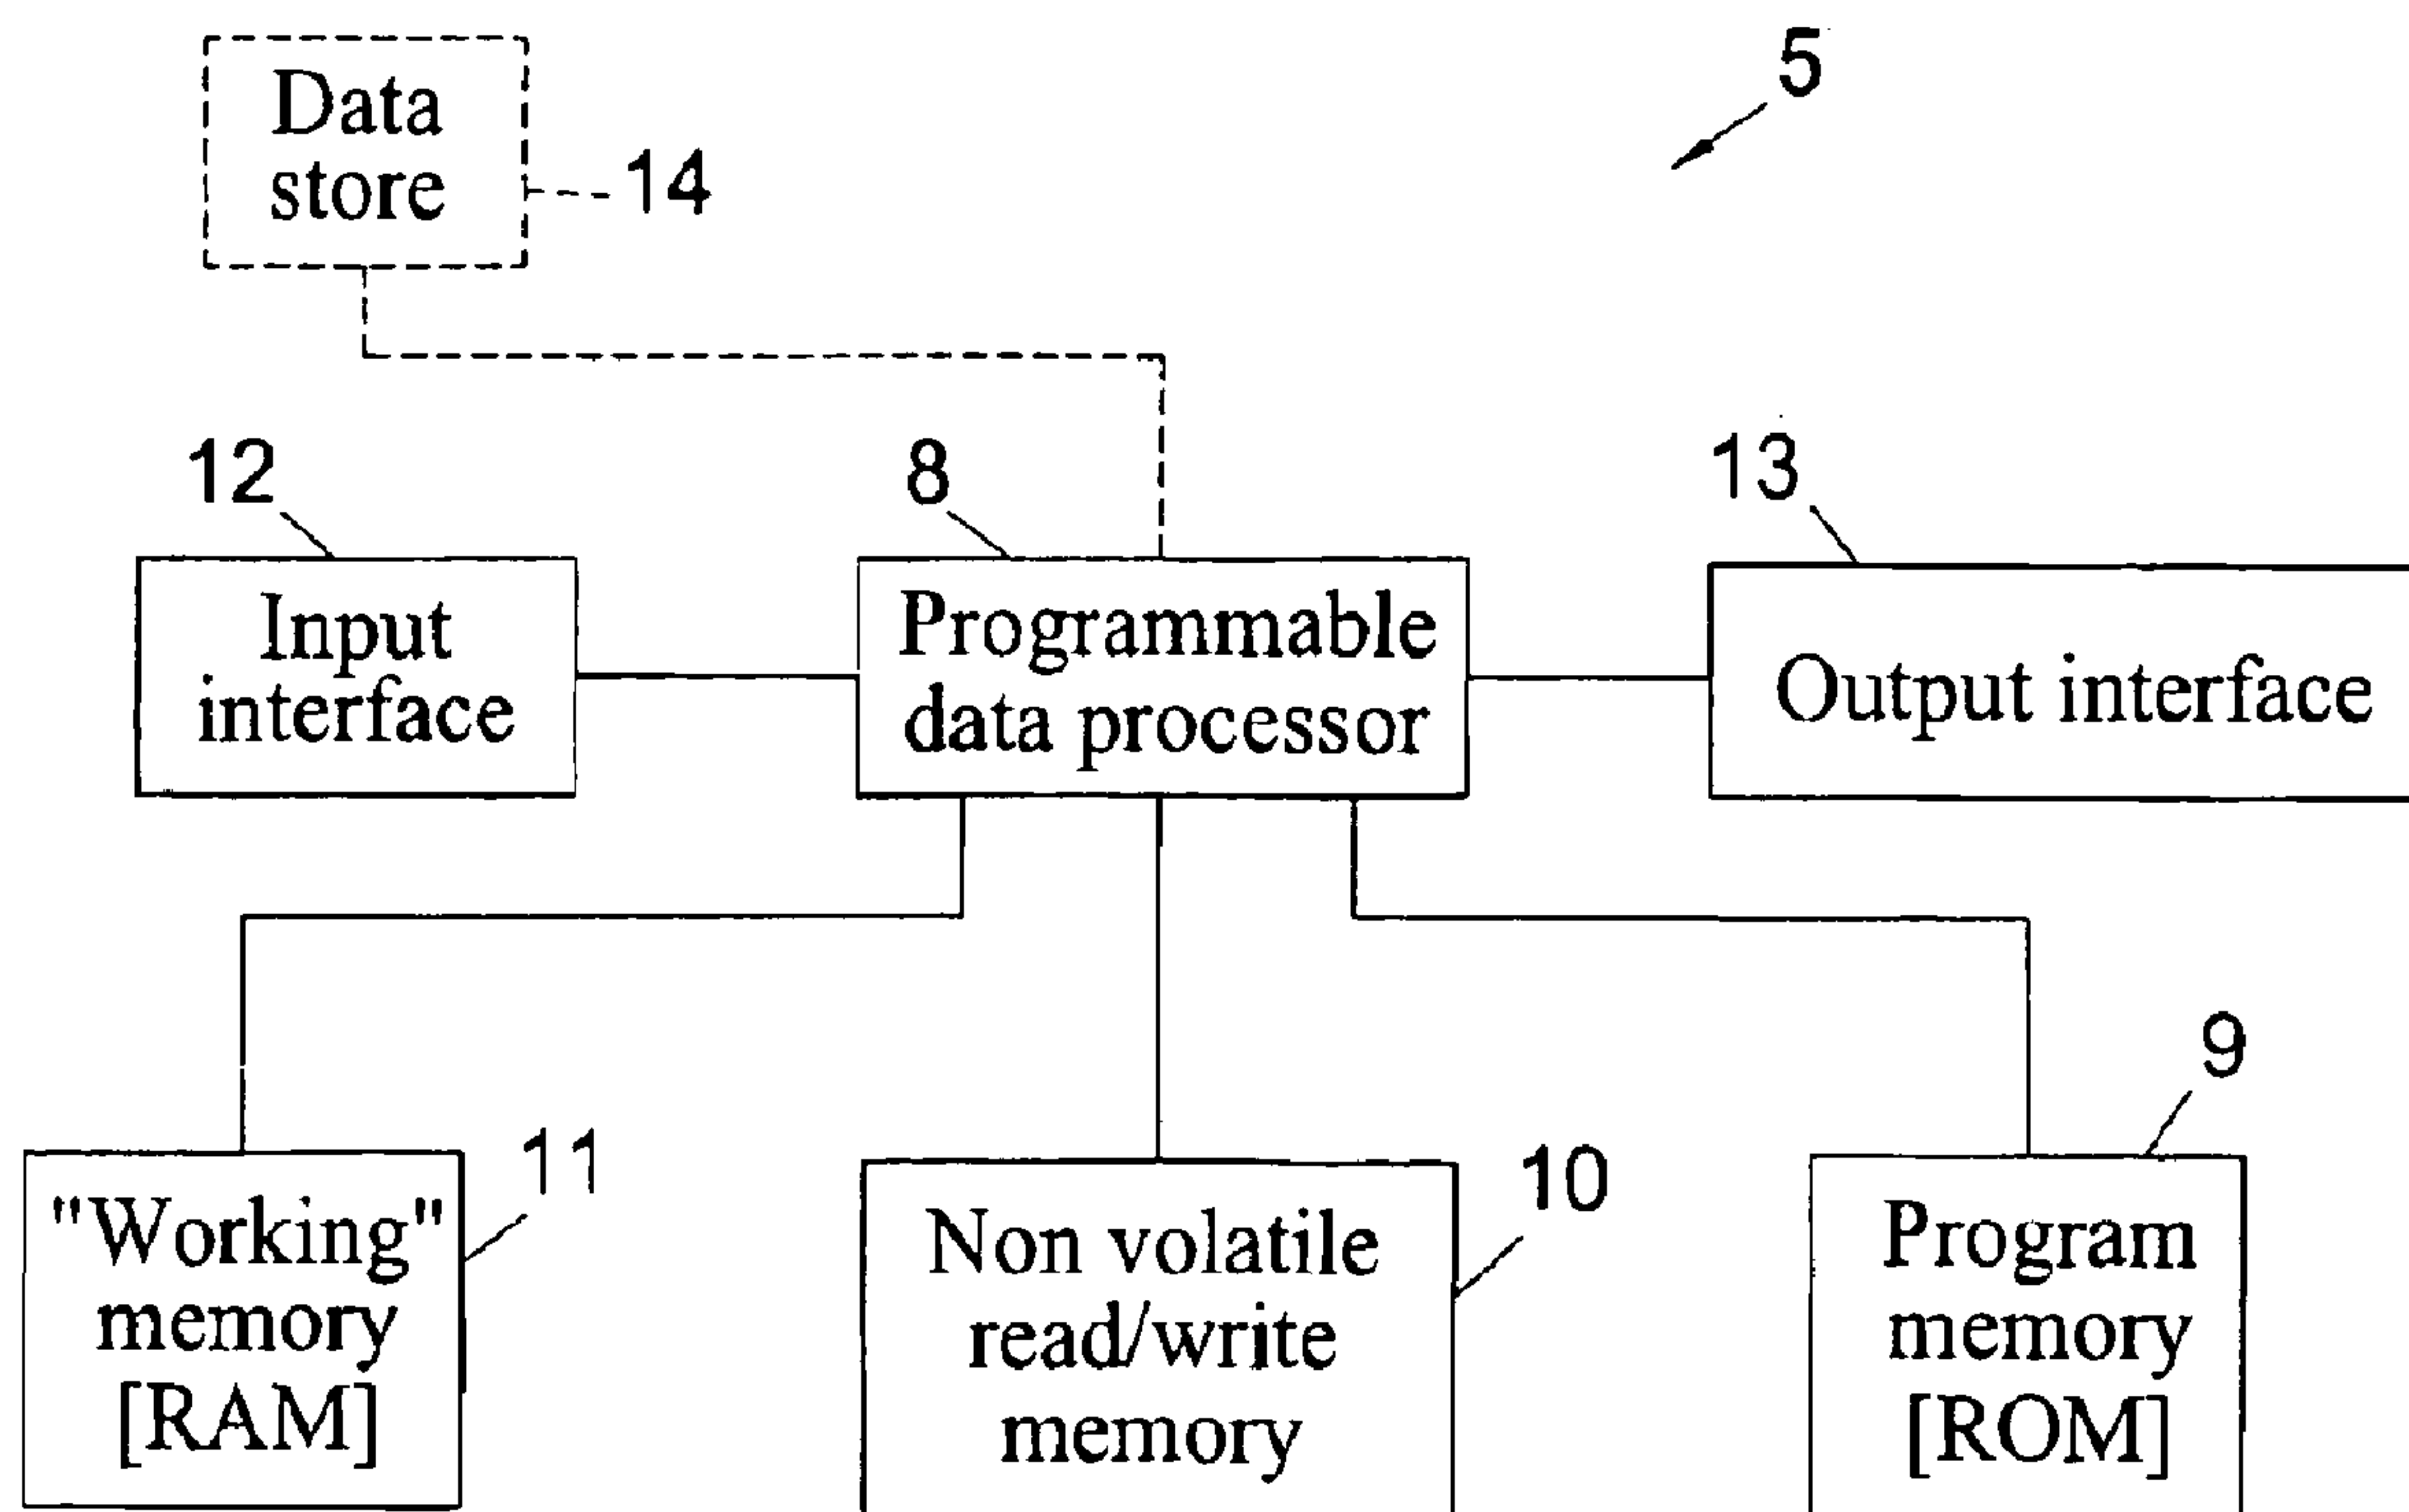 5
Data
store
14
12
8
13
Input
interface
Programmable
data processor
Output interface
9
11
10
"Working"
memory
[RAM]
Non volatile
read/write
memory
Program
memory
[ROM]